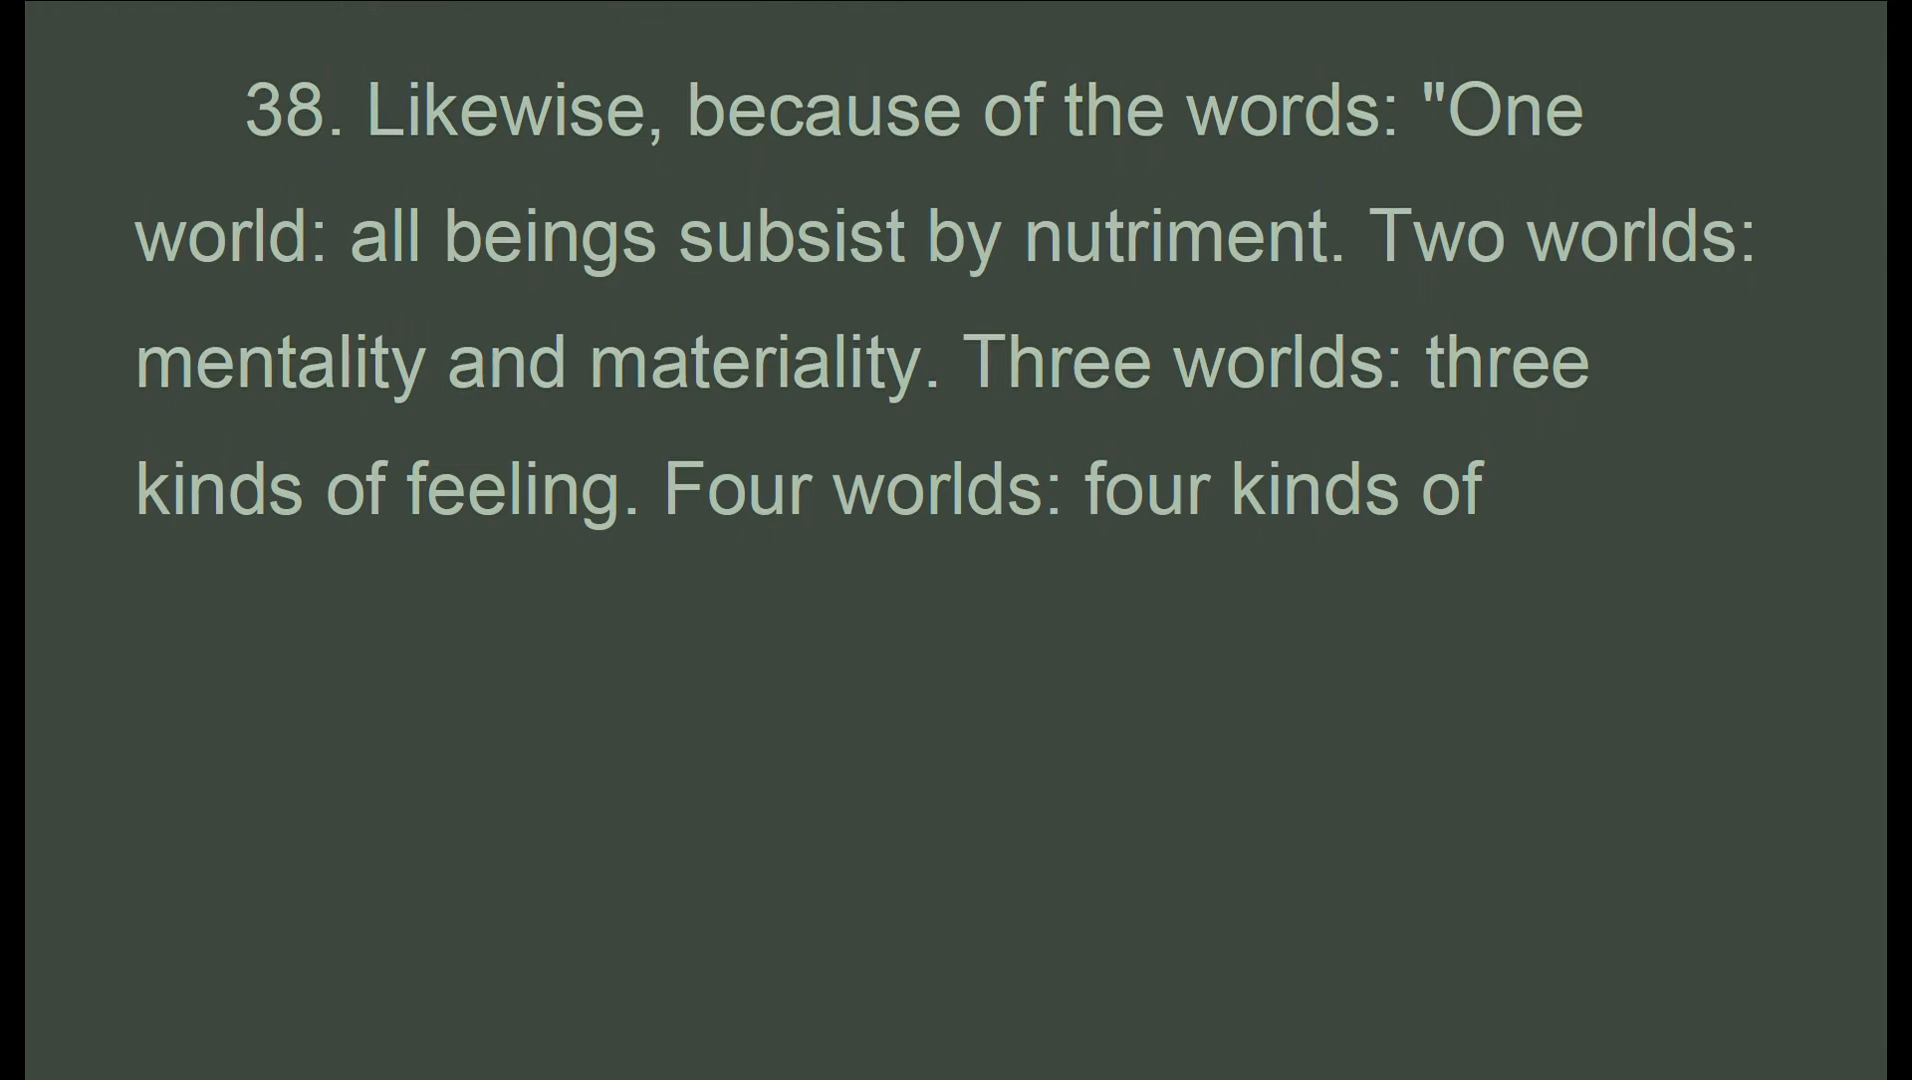 38. Likewise, because of the words: "One
world: all beings subsist by nutriment. Two worlds:
mentality and materiality. Three worlds: three
kinds of feeling. Four worlds: four kinds of